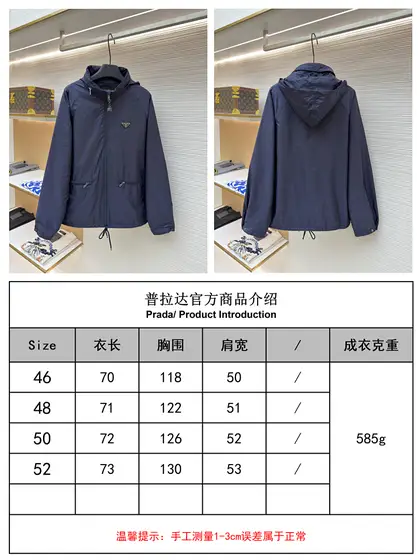 普拉达官方商品介绍
Prada/ Product Introduction
Size 衣长 胸围 肩宽 / 成衣克重
46 70 118 50 /
48 71 122 51 /
50 72 126 52 / 585g
52 73 130 53 /
温馨提示：手工测量1-3cm误差属于正常